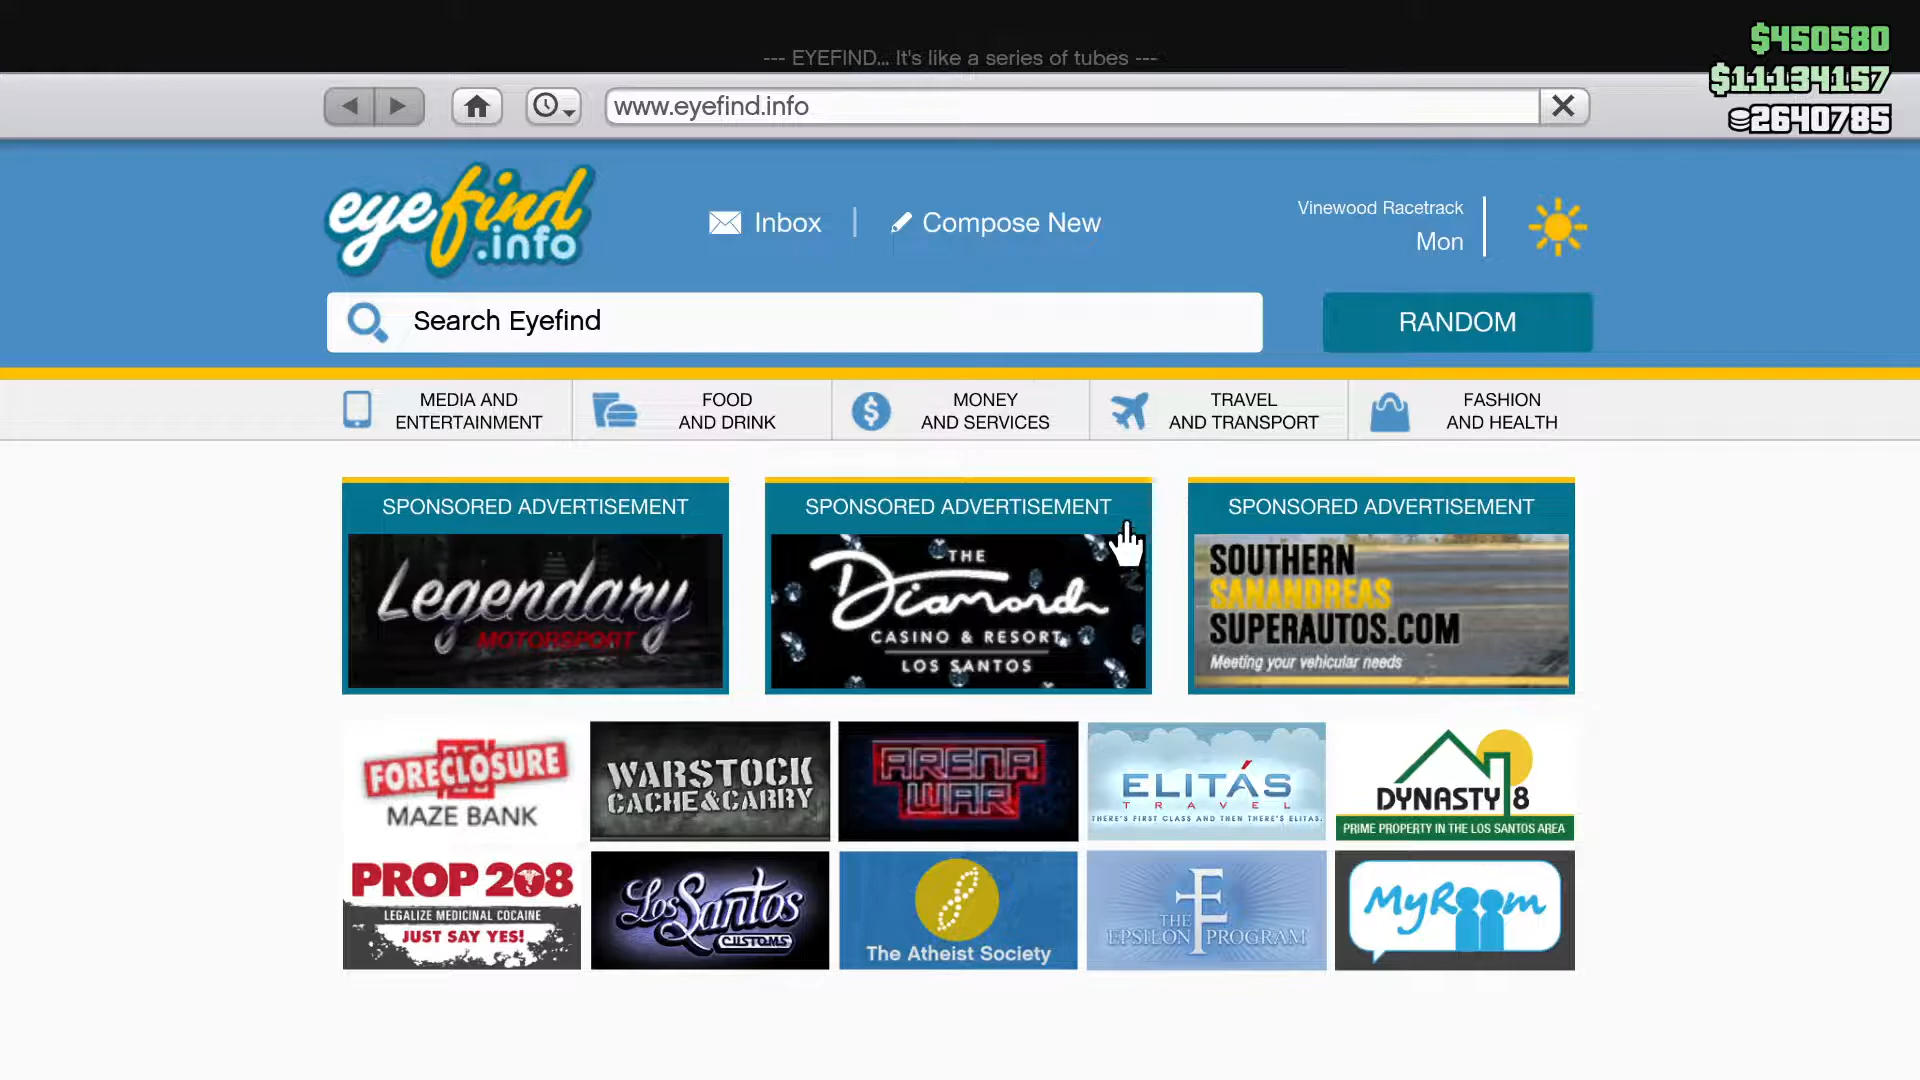 --- EYEFIND... It's like a series of tubes ---
$450580
$11134157
2640785
www.eyefind.info
eyefind
.info
Inbox
Compose New
Vinewood Racetrack
Mon
Search Eyefind
RANDOM
MEDIA AND
ENTERTAINMENT
FOOD
AND DRINK
MONEY
AND SERVICES
TRAVEL
AND TRANSPORT
FASHION
AND HEALTH
SPONSORED ADVERTISEMENT
Legendary
MOTORSPORT
SPONSORED ADVERTISEMENT
THE
Diamond
CASINO & RESORT
LOS SANTOS
SPONSORED ADVERTISEMENT
SOUTHERN
SANANDREAS
SUPERAUTOS.COM
Meeting your vehicular needs
FORECLOSURE
MAZE BANK
WARSTOCK
CACHE&CARRY
ARENA
WAR
ELITÁS
TRAVEL
THERE'S FIRST CLASS AND THEN THERE'S ELITAS.
DYNASTY 8
PRIME PROPERTY IN THE LOS SANTOS AREA
PROP 208
LEGALIZE MEDICINAL COCAINE
JUST SAY YES!
Los Santos
CUSTOMS
The Atheist Society
THE
EPSILON PROGRAM
MyRoom